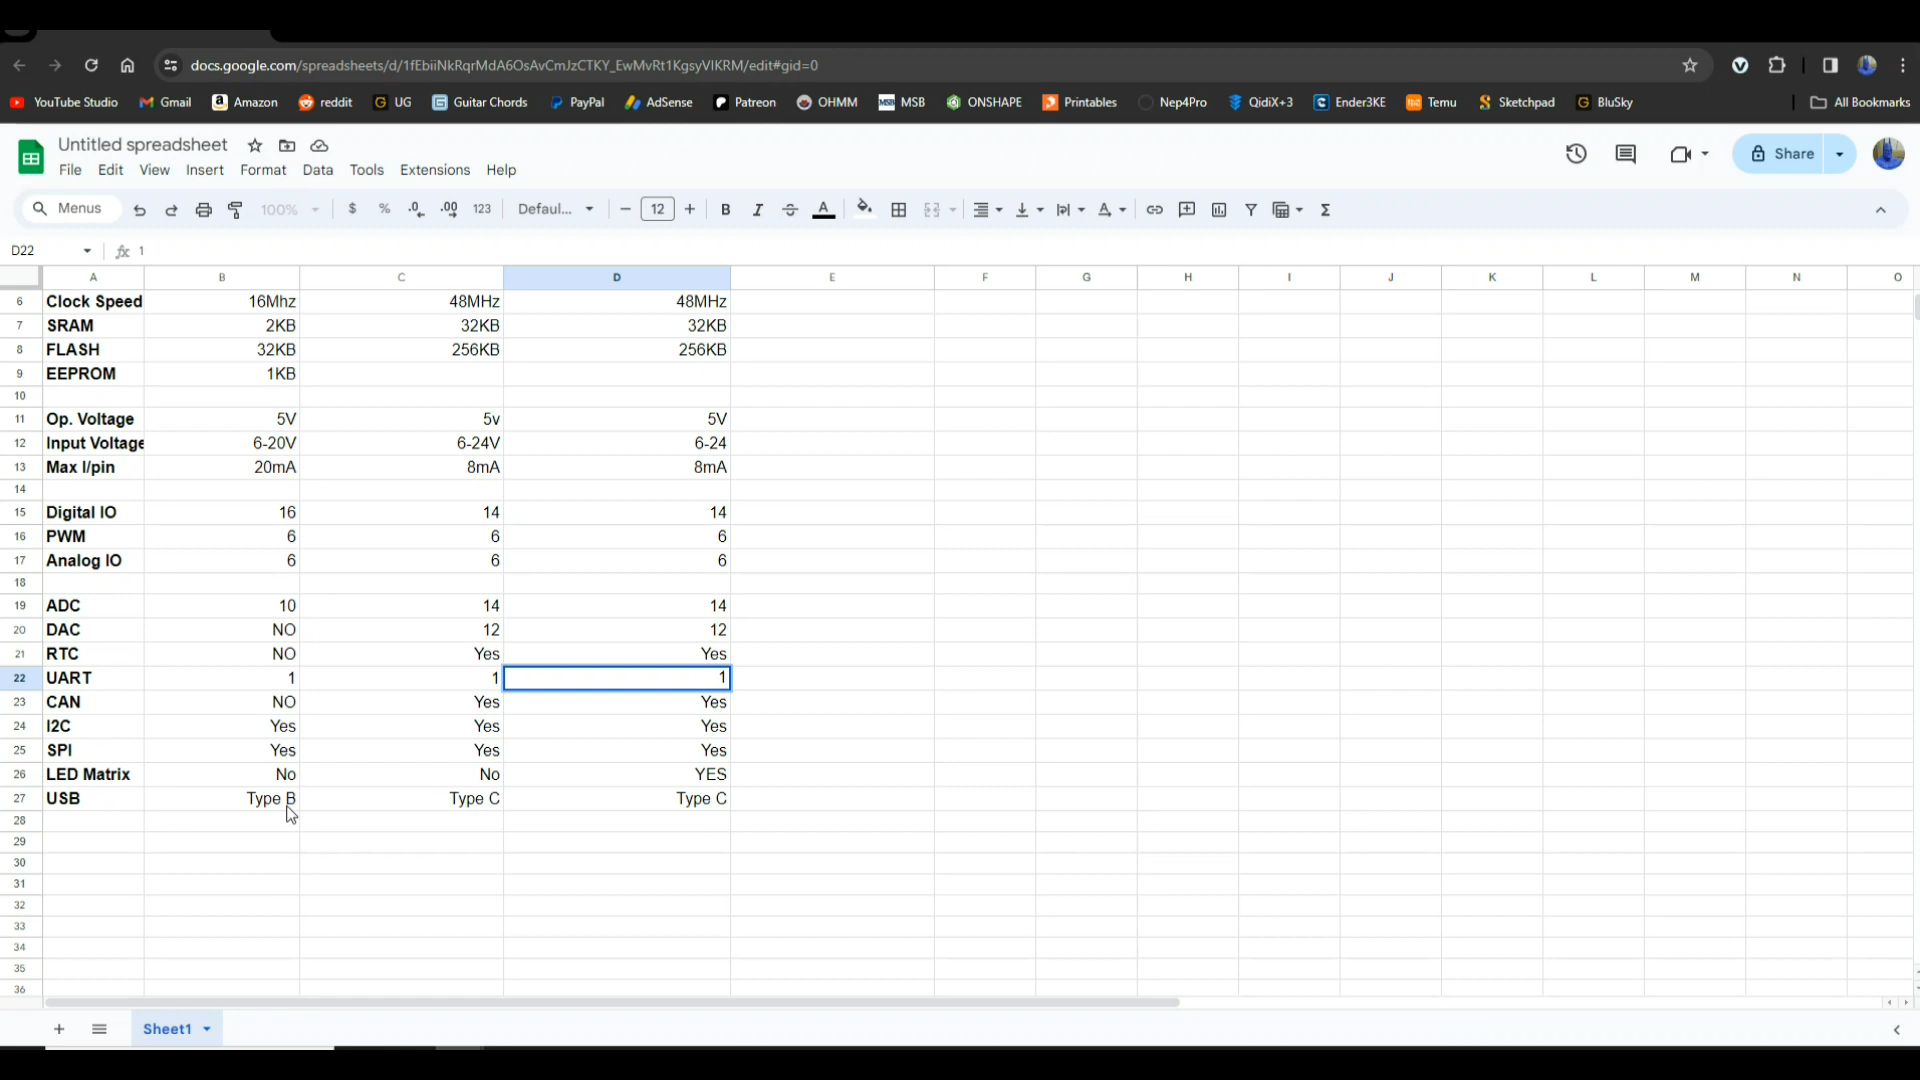 docs.google.com/spreadsheets/d/1fEbiiNkRqrMdA6OsAvCmJzCTKY_EwMvRt1KgsyVIKRM/edit#gid=0
YouTube Studio Gmail Amazon reddit UG Guitar Chords PayPal AdSense Patreon OHMM MSB MSB ONSHAPE Printables Nep4Pro QidiX+3 Ender3KE Temu Sketchpad BluSky All Bookmarks
Untitled spreadsheet
File Edit View Insert Format Data Tools Extensions Help
Share
Menus 100% $ % .0 .00 123 Defaul... 12 B I S A Σ
D22 fx 1
A B C D E F G H I J K L M N O
6 Clock Speed 16Mhz 48MHz 48MHz
7 SRAM 2KB 32KB 32KB
8 FLASH 32KB 256KB 256KB
9 EEPROM 1KB
10
11 Op. Voltage 5V 5v 5V
12 Input Voltage 6-20V 6-24V 6-24
13 Max I/pin 20mA 8mA 8mA
14
15 Digital IO 16 14 14
16 PWM 6 6 6
17 Analog IO 6 6 6
18
19 ADC 10 14 14
20 DAC NO 12 12
21 RTC NO Yes Yes
22 UART 1 1 1
23 CAN NO Yes Yes
24 I2C Yes Yes Yes
25 SPI Yes Yes Yes
26 LED Matrix No No YES
27 USB Type B Type C Type C
28
29
30
31
32
33
34
35
36
Sheet1